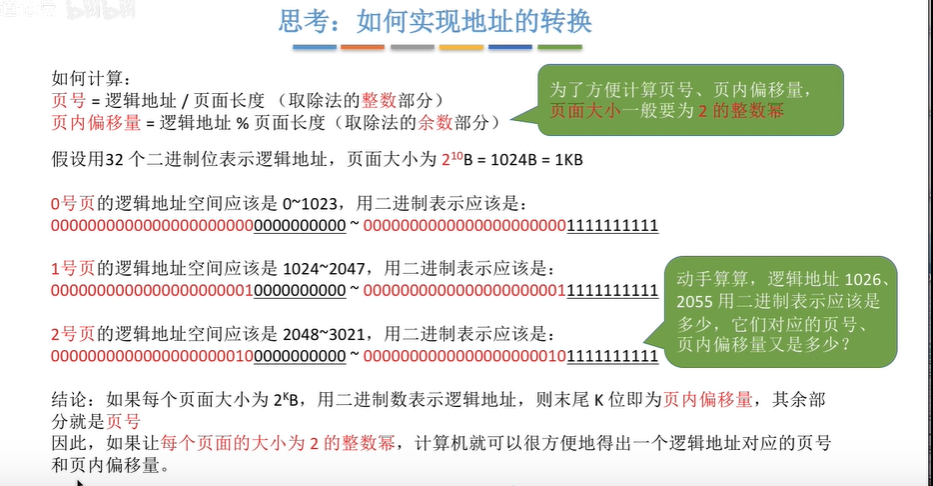 思考：如何实现地址的转换
如何计算：
页号 = 逻辑地址 / 页面长度 （取除法的整数部分）
页内偏移量 = 逻辑地址 % 页面长度（取除法的余数部分）
为了方便计算页号、页内偏移量，
页面大小一般要为 2 的整数幂
假设用32 个二进制位表示逻辑地址，页面大小为 2¹⁰B = 1024B = 1KB
0号页的逻辑地址空间应该是 0~1023，用二进制表示应该是：
00000000000000000000000000000000 ~ 00000000000000000000001111111111
1号页的逻辑地址空间应该是 1024~2047，用二进制表示应该是：
00000000000000000000010000000000 ~ 00000000000000000000011111111111
2号页的逻辑地址空间应该是 2048~3021，用二进制表示应该是：
00000000000000000000100000000000 ~ 00000000000000000000101111111111
动手算算，逻辑地址 1026、
2055 用二进制表示应该是
多少，它们对应的页号、
页内偏移量又是多少？
结论：如果每个页面大小为 2ᴷB，用二进制数表示逻辑地址，则末尾 K 位即为页内偏移量，其余部
分就是页号
因此，如果让每个页面的大小为 2 的整数幂，计算机就可以很方便地得出一个逻辑地址对应的页号
和页内偏移量。